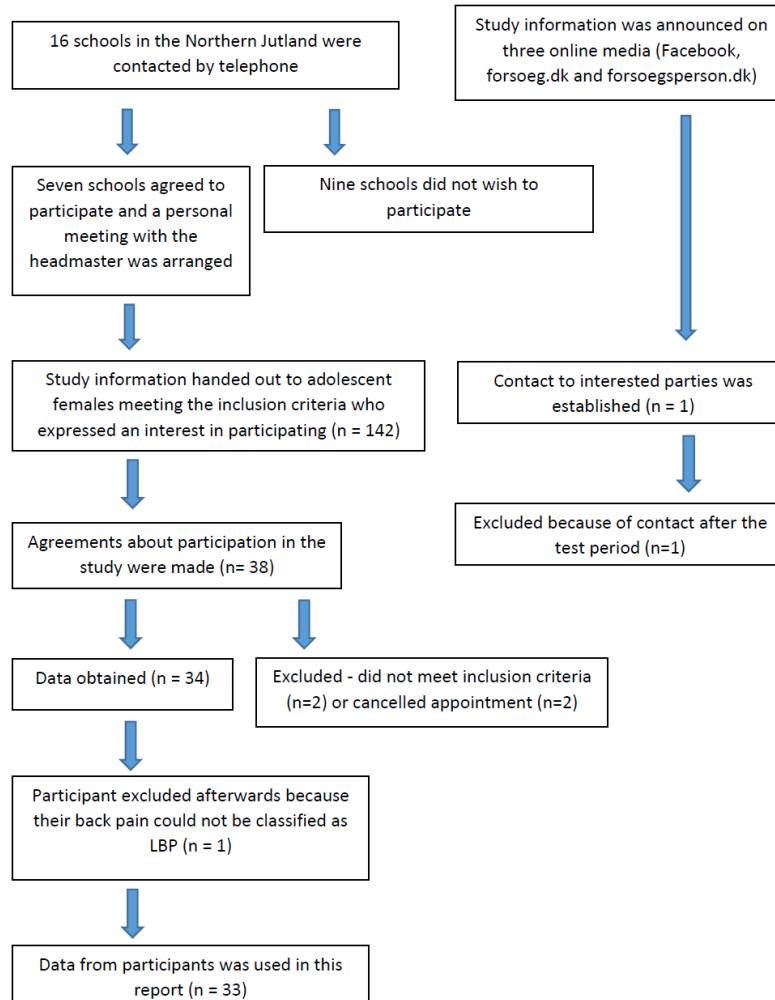 16 schools in the Northern Jutland were
contacted by telephone
Study information was announced on
three online media (Facebook,
forsoeg.dk and forsoegsperson.dk)
Seven schools agreed to
participate and a personal
meeting with the
headmaster was arranged
Nine schools did not wish to
participate
Study information handed out to adolescent
females meeting the inclusion criteria who
expressed an interest in participating (n = 142)
Contact to interested parties was
established (n = 1)
Excluded because of contact after the
test period (n=1)
Agreements about participation in the
study were made (n= 38)
Data obtained (n = 34)
Excluded - did not meet inclusion criteria
(n=2) or cancelled appointment (n=2)
Participant excluded afterwards because
their back pain could not be classified as
LBP (n = 1)
Data from participants was used in this
report (n = 33)